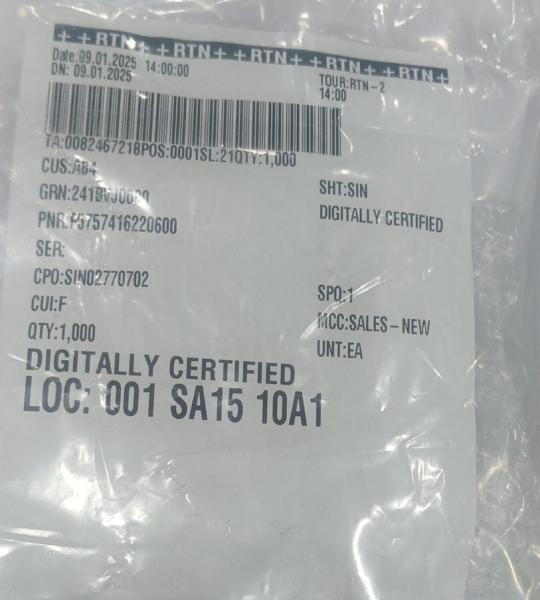 ++RTN++RTN++RTN++RTN++RTN+
Date:09.01.2025 14:00:00
DN: 09.01.2025
TOUR:RTN-2
14:00
TA:0082467218POS:0001SL:21QTY:1,000
CUS:AB4
SHT:SIN
DIGITALLY CERTIFIED
CPO:SIN02770702
SER:
SPQ:1
CUI:F
MCC:SALES-NEW
QTY:1,000
UNT:EA
DIGITALLY CERTIFIED
LOC: 001 SA15 10A1